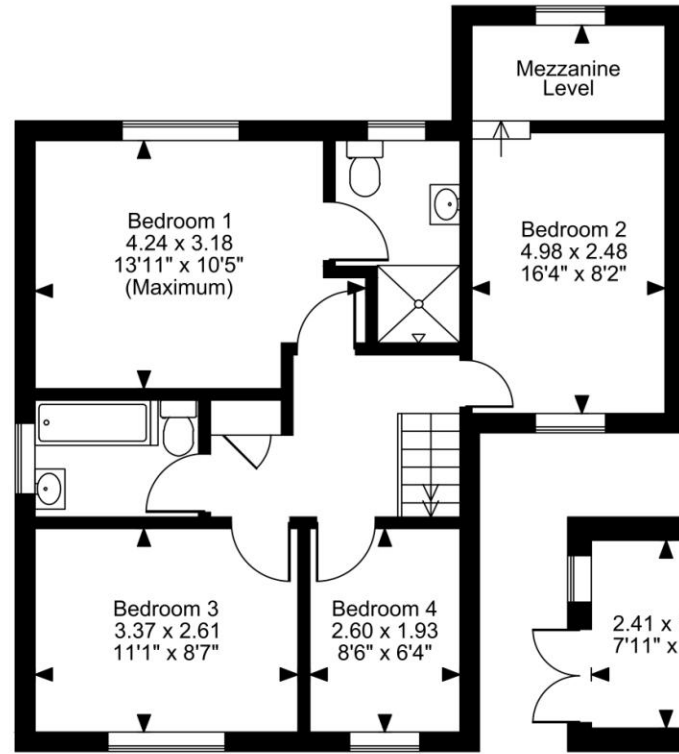 Mezzanine
Level
Bedroom 1
4.24 x 3.18
13'11" x 10'5"
(Maximum)
Bedroom 2
4.98 x 2.48
16'4" x 8'2"
Bedroom 3
3.37 x 2.61
11'1" x 8'7"
Bedroom 4
2.60 x 1.93
8'6" x 6'4"
2.41 x
7'11" x